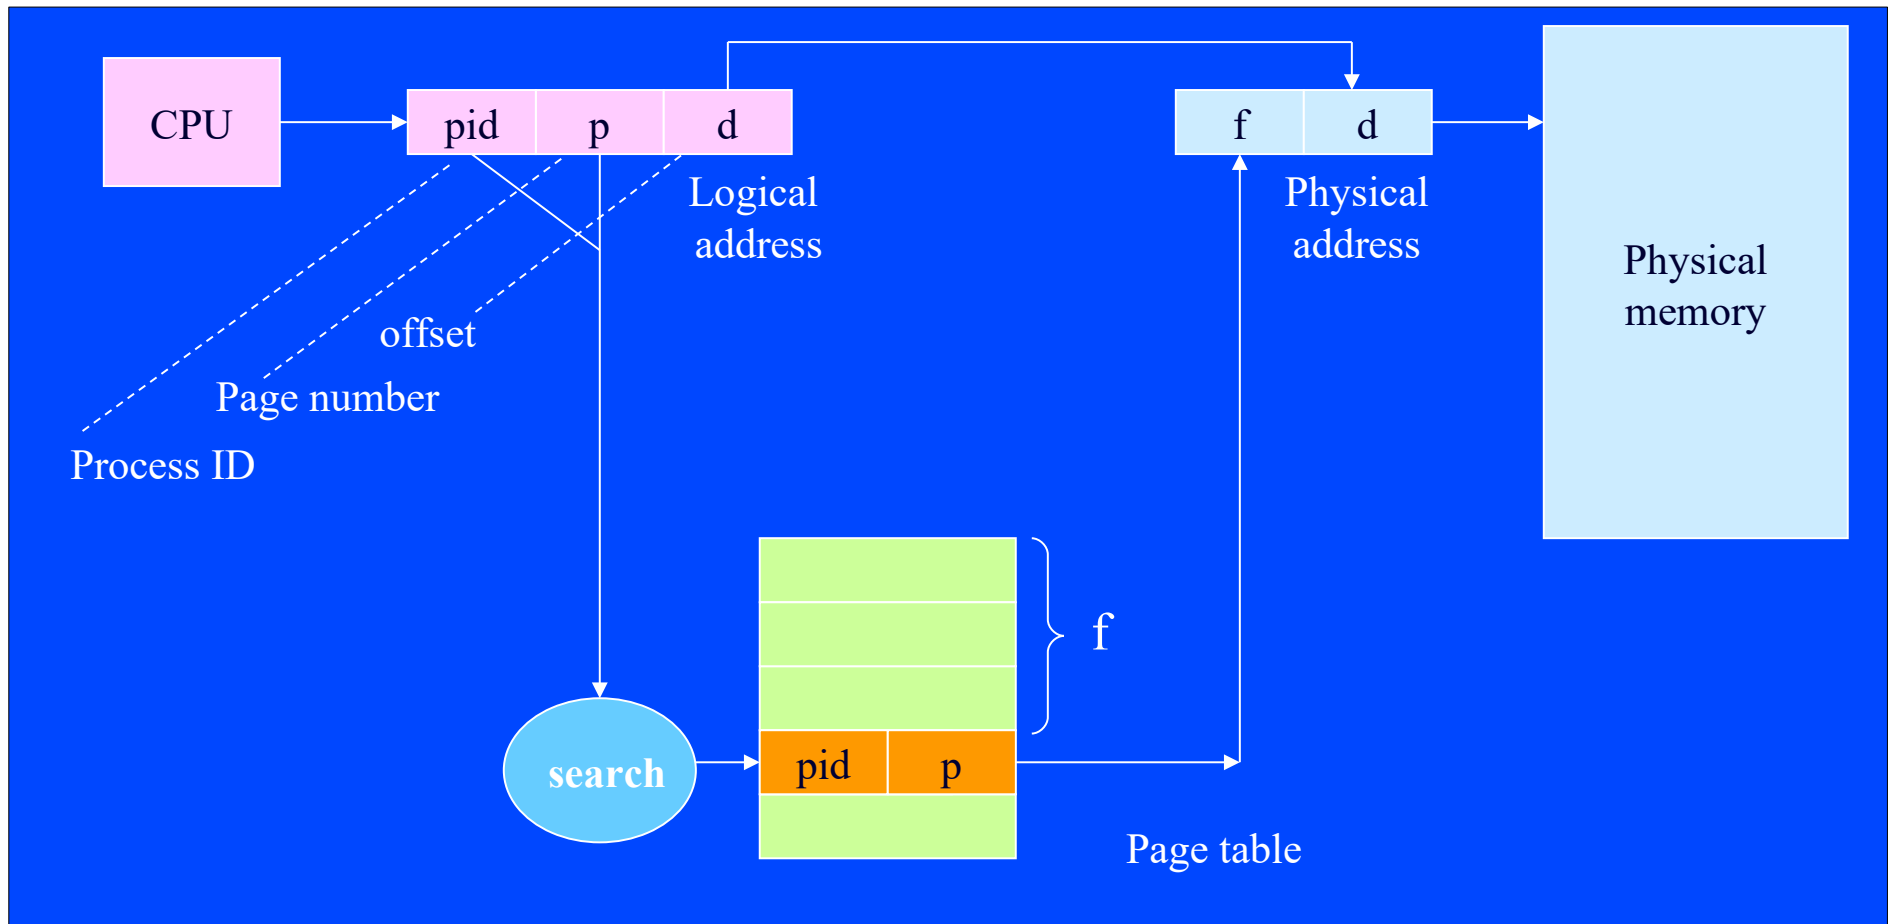 CPU
pid p d
f d
Logical
address
Physical
address
Physical
memory
offset
Page number
Process ID
f
search
pid p
Page table